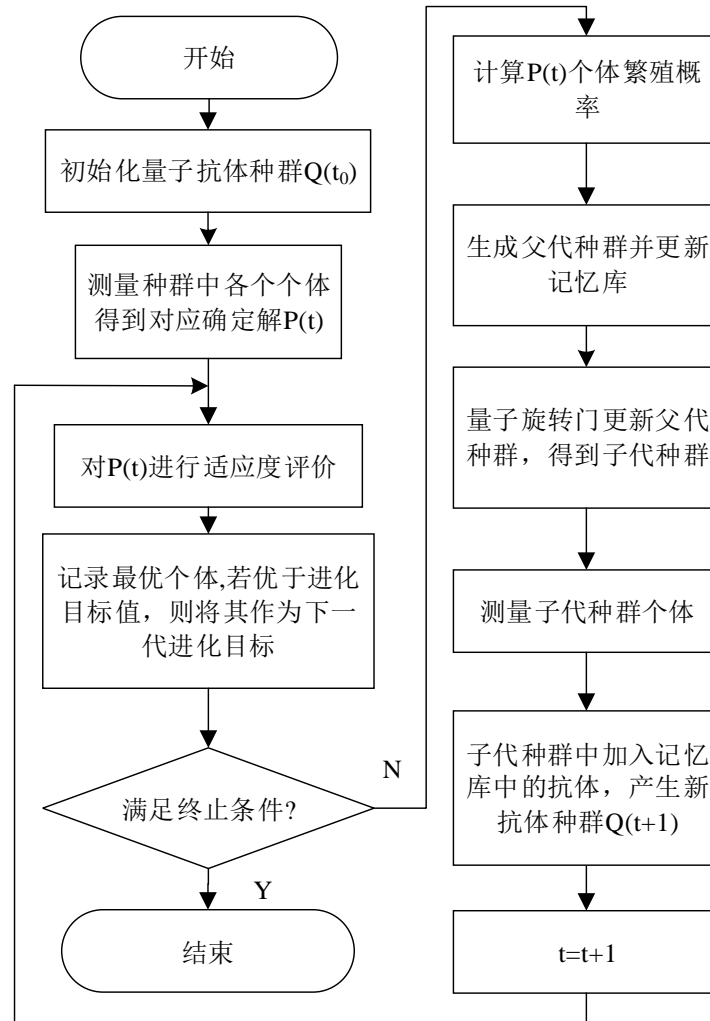 开始
初始化量子抗体种群Q(t₀)
测量种群中各个个体
得到对应确定解P(t)
对P(t)进行适应度评价
记录最优个体,若优于进化
目标值，则将其作为下一
代进化目标
满足终止条件?
N
Y
结束
计算P(t)个体繁殖概
率
生成父代种群并更新
记忆库
量子旋转门更新父代
种群，得到子代种群
测量子代种群个体
子代种群中加入记忆
库中的抗体，产生新
抗体种群Q(t+1)
t=t+1